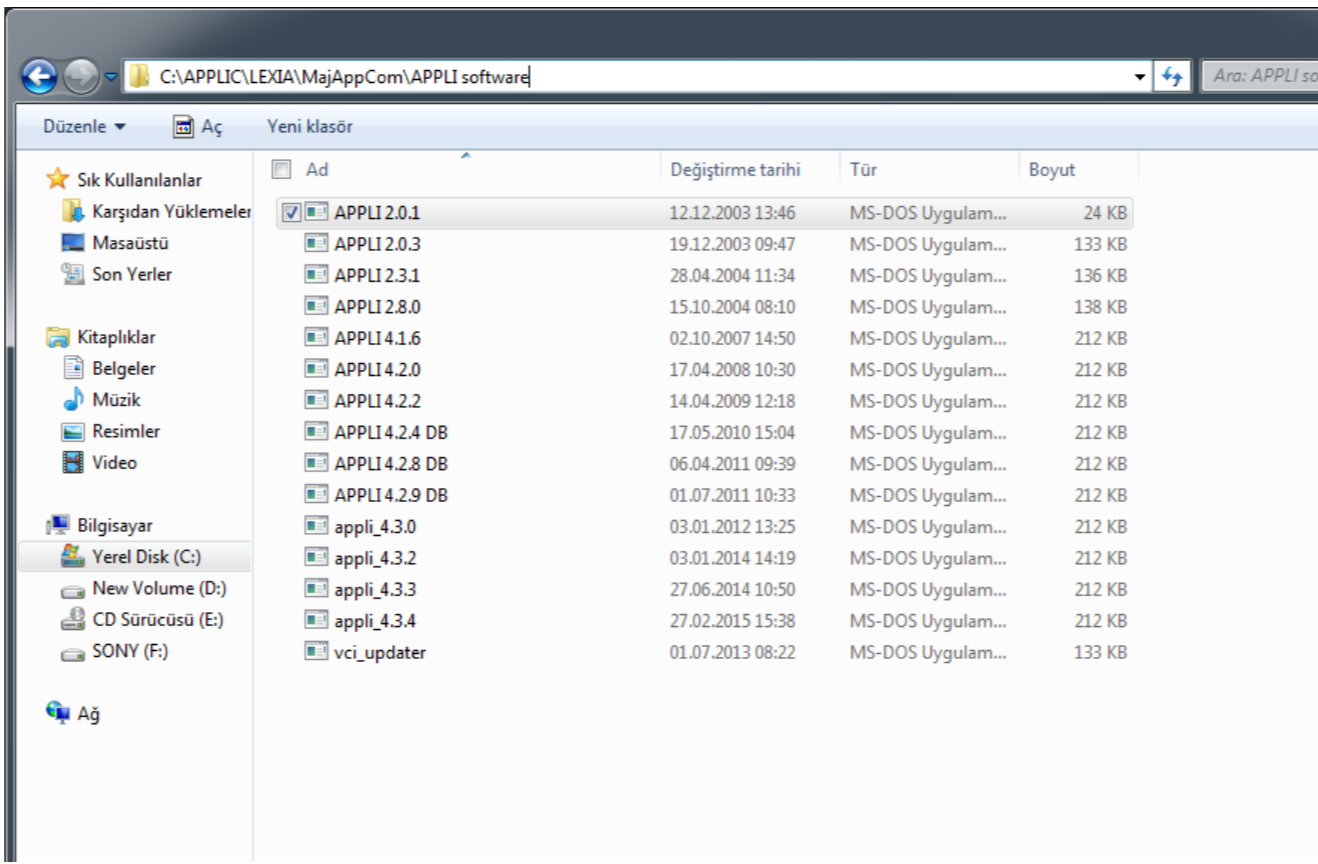 C:\APPLIC\LEXIA\MajAppCom\APPLI software
Ara: APPLI so
Düzenle
Aç
Yeni klasör
Sık Kullanılanlar
Karşıdan Yüklemeler
Masaüstü
Son Yerler
Kitaplıklar
Belgeler
Müzik
Resimler
Video
Bilgisayar
Yerel Disk (C:)
New Volume (D:)
CD Sürücüsü (E:)
SONY (F:)
Ağ
Ad Değiştirme tarihi Tür Boyut
APPLI 2.0.1 12.12.2003 13:46 MS-DOS Uygulam... 24 KB
APPLI 2.0.3 19.12.2003 09:47 MS-DOS Uygulam... 133 KB
APPLI 2.3.1 28.04.2004 11:34 MS-DOS Uygulam... 136 KB
APPLI 2.8.0 15.10.2004 08:10 MS-DOS Uygulam... 138 KB
APPLI 4.1.6 02.10.2007 14:50 MS-DOS Uygulam... 212 KB
APPLI 4.2.0 17.04.2008 10:30 MS-DOS Uygulam... 212 KB
APPLI 4.2.2 14.04.2009 12:18 MS-DOS Uygulam... 212 KB
APPLI 4.2.4 DB 17.05.2010 15:04 MS-DOS Uygulam... 212 KB
APPLI 4.2.8 DB 06.04.2011 09:39 MS-DOS Uygulam... 212 KB
APPLI 4.2.9 DB 01.07.2011 10:33 MS-DOS Uygulam... 212 KB
appli_4.3.0 03.01.2012 13:25 MS-DOS Uygulam... 212 KB
appli_4.3.2 03.01.2014 14:19 MS-DOS Uygulam... 212 KB
appli_4.3.3 27.06.2014 10:50 MS-DOS Uygulam... 212 KB
appli_4.3.4 27.02.2015 15:38 MS-DOS Uygulam... 212 KB
vci_updater 01.07.2013 08:22 MS-DOS Uygulam... 133 KB